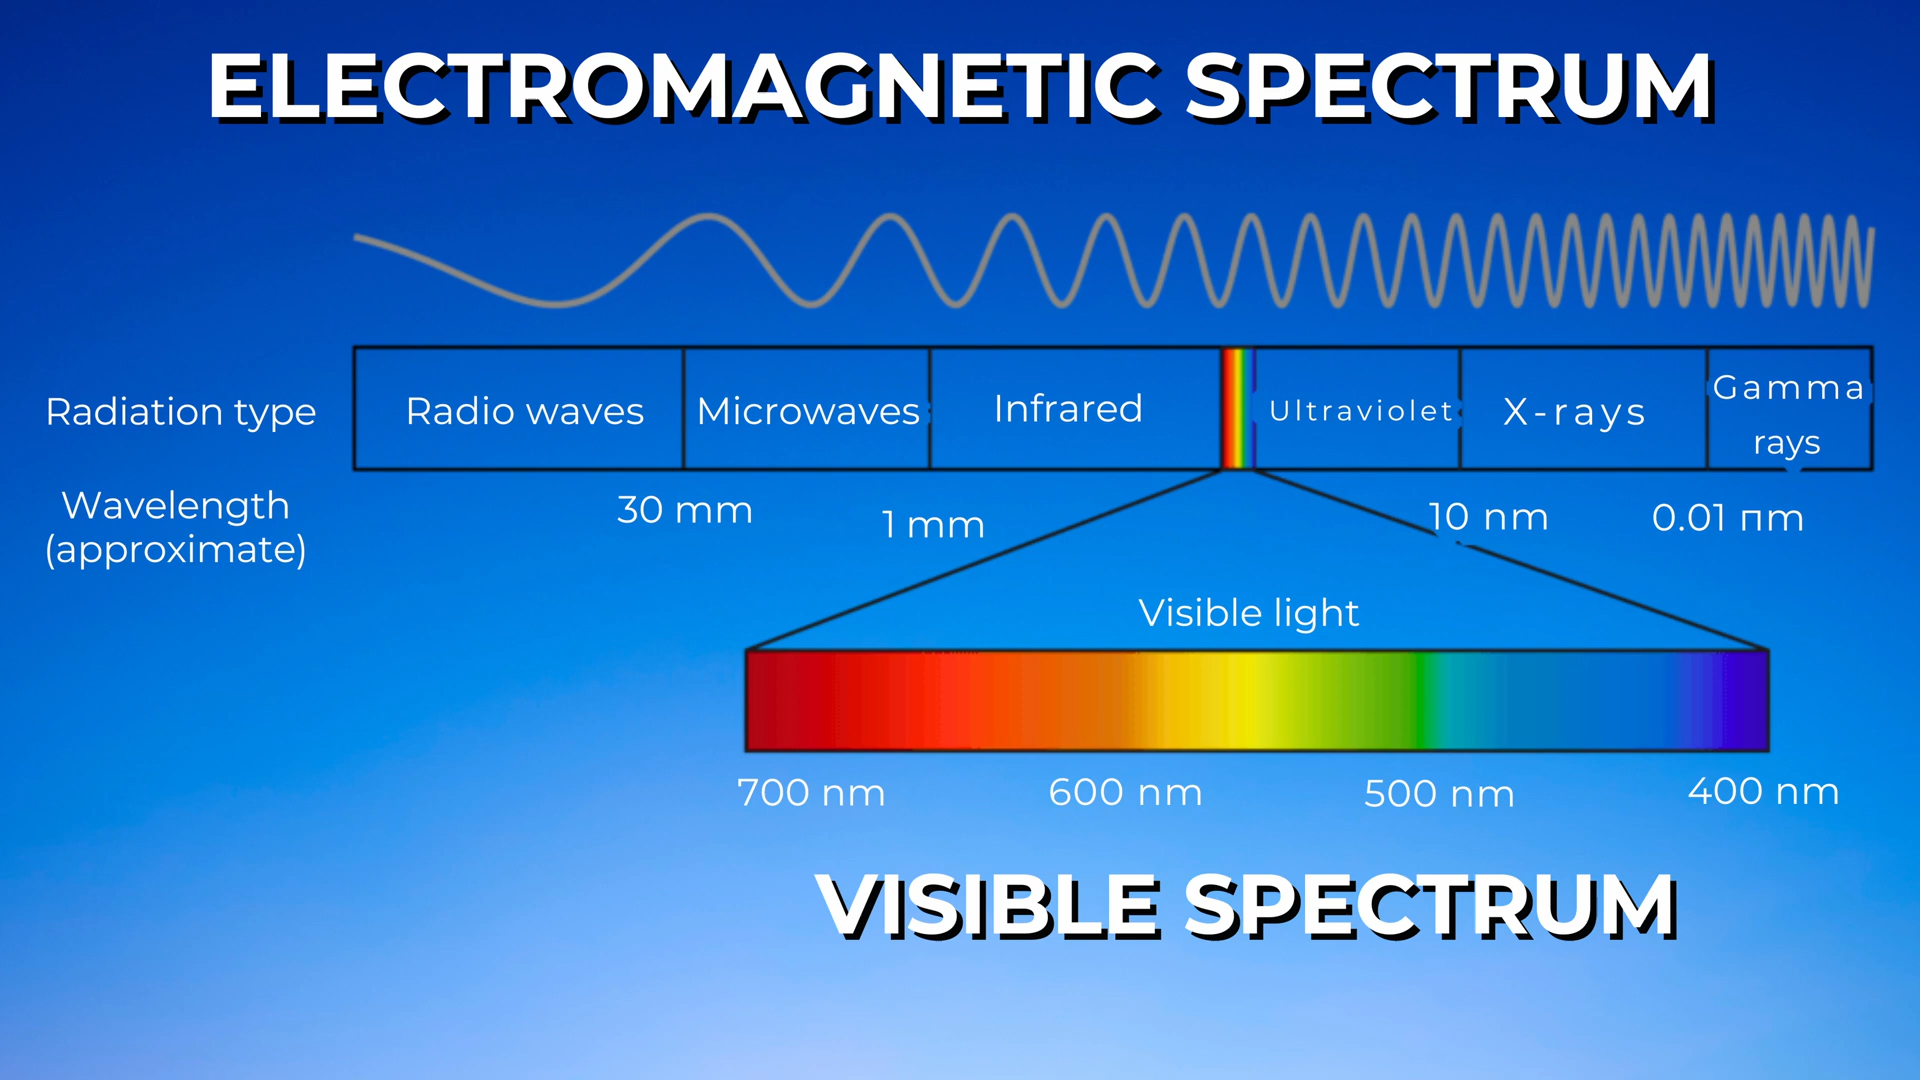 ELECTROMAGNETIC SPECTRUM
Radiation type
Radio waves
Microwaves
Infrared
Ultraviolet
X-rays
Gamma
rays
Wavelength
(approximate)
30 mm
1 mm
10 nm
0.01 пm
Visible light
700 nm
600 nm
500 nm
400 nm
VISIBLE SPECTRUM